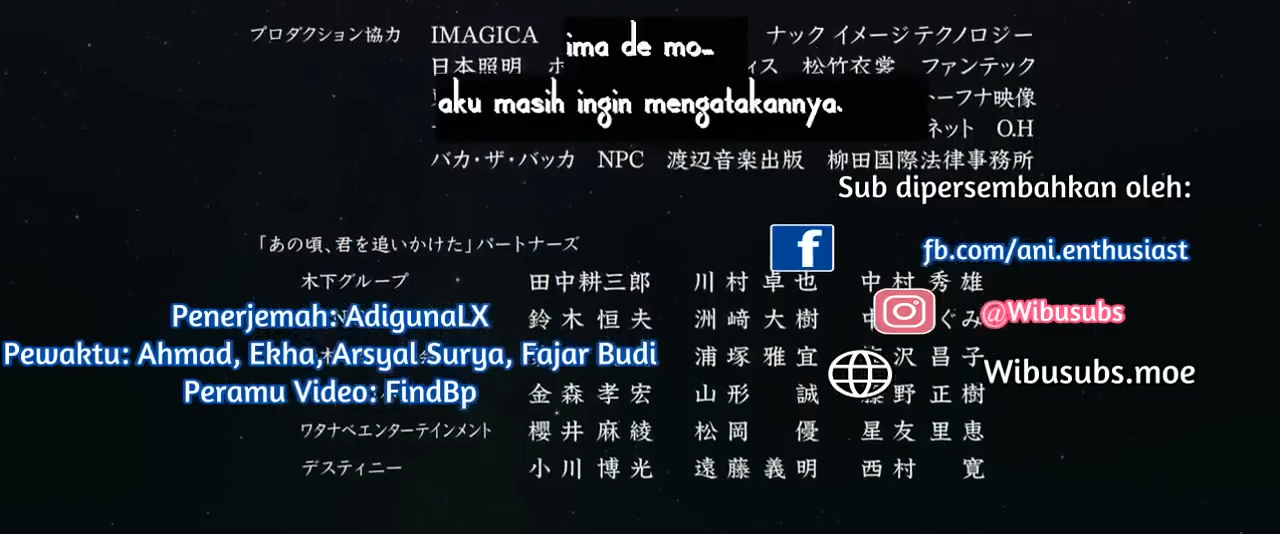 プロダクション協力 IMAGICA ナック イメージテクノロジー
ima de mo~
日本照明 ィス 松竹衣裳 ファンテック
aku masih ingin mengatakannya.
ーフナ映像
ネット O.H
バカ・ザ・バッカ NPC 渡辺音楽出版 柳田国際法律事務所
Sub dipersembahkan oleh:
「あの頃、君を追いかけた」パートナーズ
fb.com/ani.enthusiast
木下グループ 田中耕三郎 川村卓也 中村秀雄
Penerjemah: AdigunaLX 鈴木恒夫 洲﨑大樹 ぐみ @Wibusubs
Pewaktu: Ahmad, Ekha, Arsyal Surya, Fajar Budi 浦塚雅宜 沢昌子 Wibusubs.moe
Peramu Video: FindBp 金森孝宏 山形誠 藤野正樹
ワタナベエンターテインメント 櫻井麻綾 松岡優 星友里恵
デスティニー 小川博光 遠藤義明 西村寛